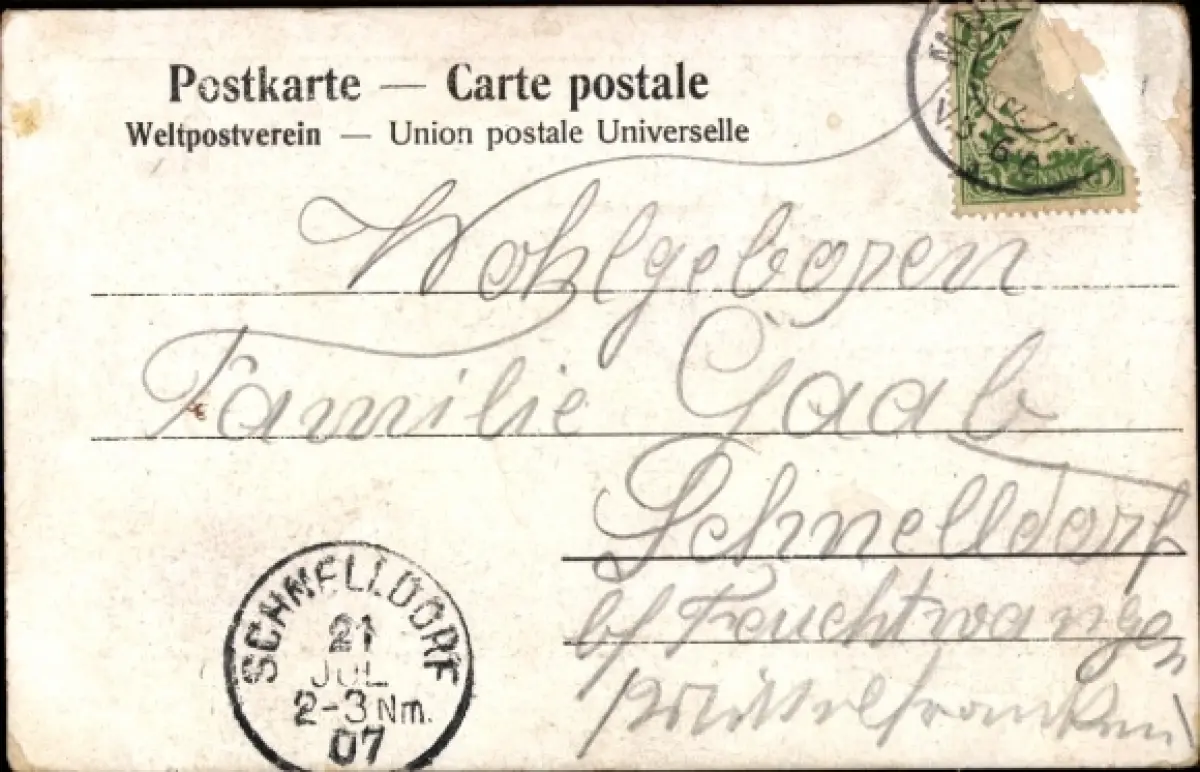 Postkarte — Carte postale
Weltpostverein — Union postale Universelle
Wohlgeboren
Familie Gaab
Schnelldorf
b/ Feuchtwangen
Mittelfranken
SCHNELLDORF
21
JUL
2-3 Nm.
07